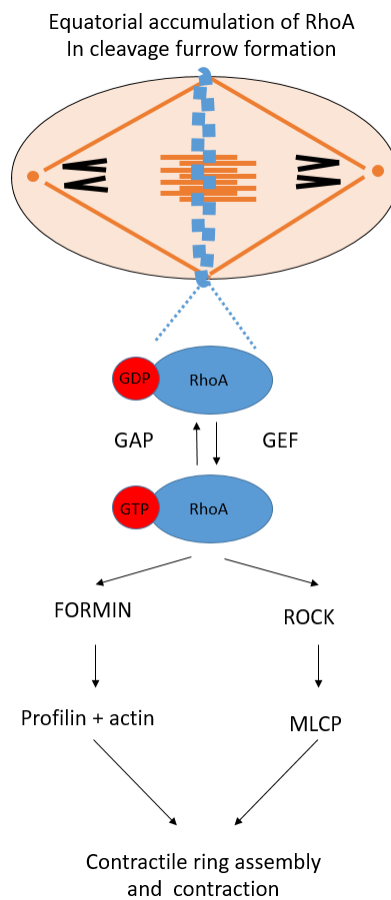 Equatorial accumulation of RhoA
In cleavage furrow formation
GDP
RhoA
GAP
GEF
GTP
RhoA
FORMIN
ROCK
Profilin + actin
MLCP
Contractile ring assembly
and contraction